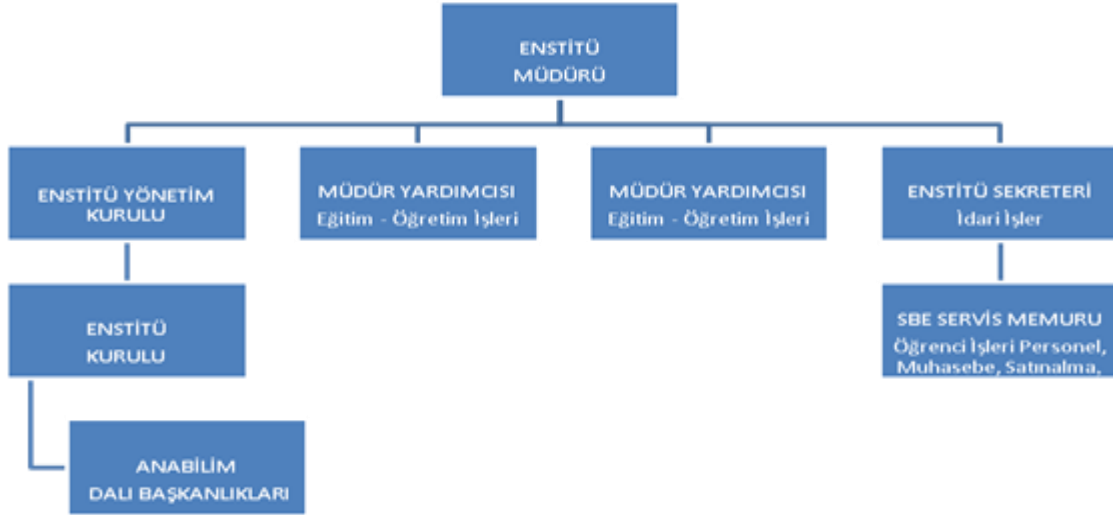 ENSTİTÜ
MÜDÜRÜ
ENSTİTÜ YÖNETİM
KURULU
MÜDÜR YARDIMCISI
Eğitim - Öğretim İşleri
MÜDÜR YARDIMCISI
Eğitim - Öğretim İşleri
ENSTİTÜ SEKRETERİ
İdari İşler
ENSTİTÜ
KURULU
SBE SERVİS MEMURU
Öğrenci İşleri Personel,
Muhasebe, Satınalma,
ANABİLİM
DALI BAŞKANLIKLARI